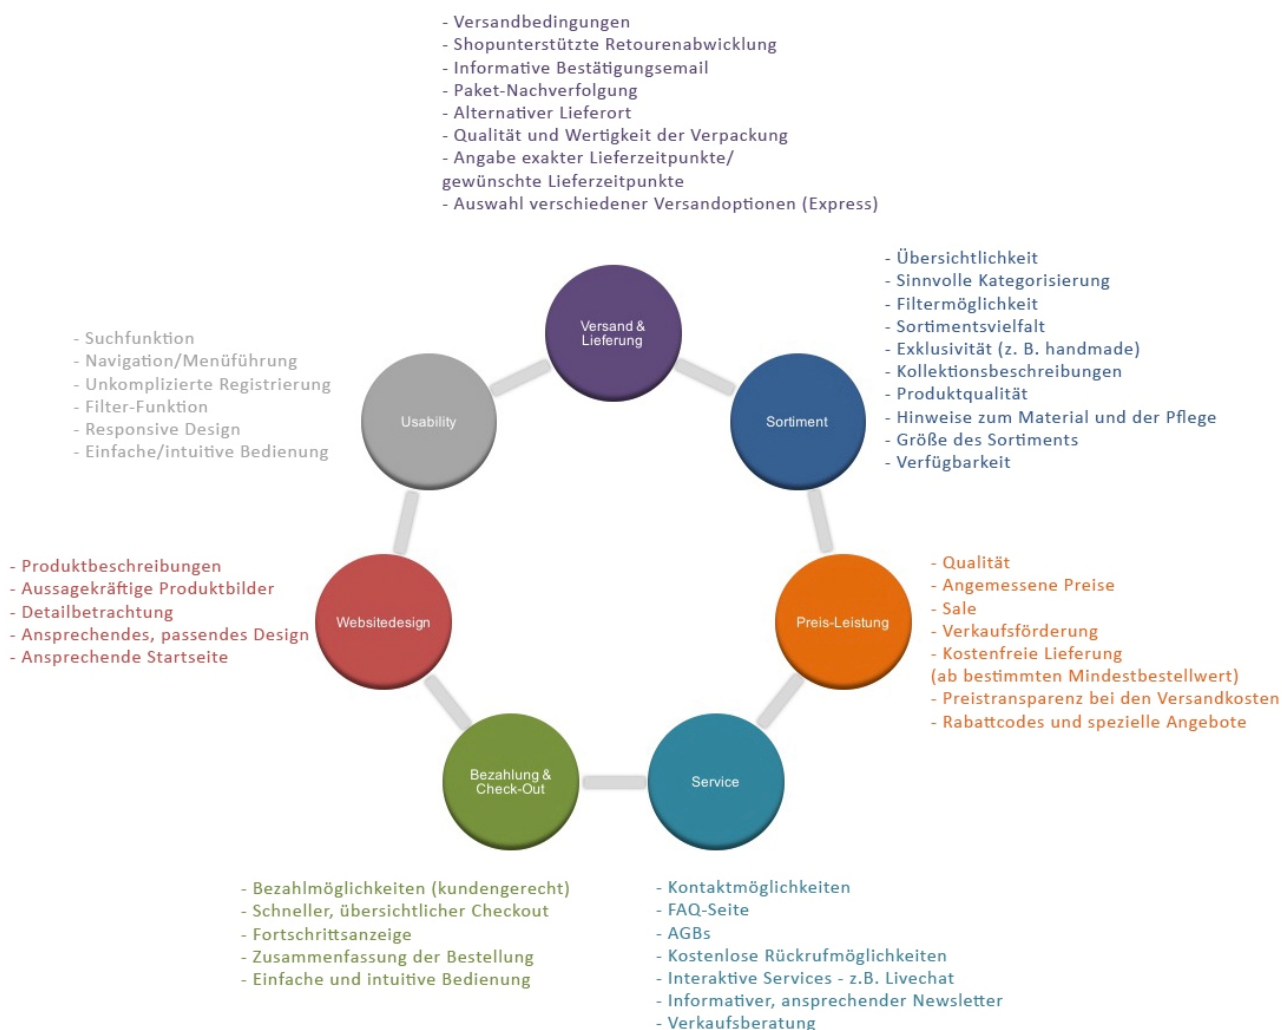 - Versandbedingungen
- Shopunterstützte Retourenabwicklung
- Informative Bestätigungsemail
- Paket-Nachverfolgung
- Alternativer Lieferort
- Qualität und Wertigkeit der Verpackung
- Angabe exakter Lieferzeitpunkte/
gewünschte Lieferzeitpunkte
- Auswahl verschiedener Versandoptionen (Express)
Versand &
Lieferung
- Übersichtlichkeit
- Sinnvolle Kategorisierung
- Filtermöglichkeit
- Sortimentsvielfalt
- Exklusivität (z. B. handmade)
- Kollektionsbeschreibungen
- Produktqualität
- Hinweise zum Material und der Pflege
- Größe des Sortiments
- Verfügbarkeit
Sortiment
- Suchfunktion
- Navigation/Menüführung
- Unkomplizierte Registrierung
- Filter-Funktion
- Responsive Design
- Einfache/intuitive Bedienung
Usability
- Produktbeschreibungen
- Aussagekräftige Produktbilder
- Detailbetrachtung
- Ansprechendes, passendes Design
- Ansprechende Startseite
Websitedesign
Preis-Leistung
- Qualität
- Angemessene Preise
- Sale
- Verkaufsförderung
- Kostenfreie Lieferung
(ab bestimmten Mindestbestellwert)
- Preistransparenz bei den Versandkosten
- Rabattcodes und spezielle Angebote
Bezahlung &
Check-Out
- Bezahlmöglichkeiten (kundengerecht)
- Schneller, übersichtlicher Checkout
- Fortschrittsanzeige
- Zusammenfassung der Bestellung
- Einfache und intuitive Bedienung
Service
- Kontaktmöglichkeiten
- FAQ-Seite
- AGBs
- Kostenlose Rückrufmöglichkeiten
- Interaktive Services - z.B. Livechat
- Informativer, ansprechender Newsletter
- Verkaufsberatung